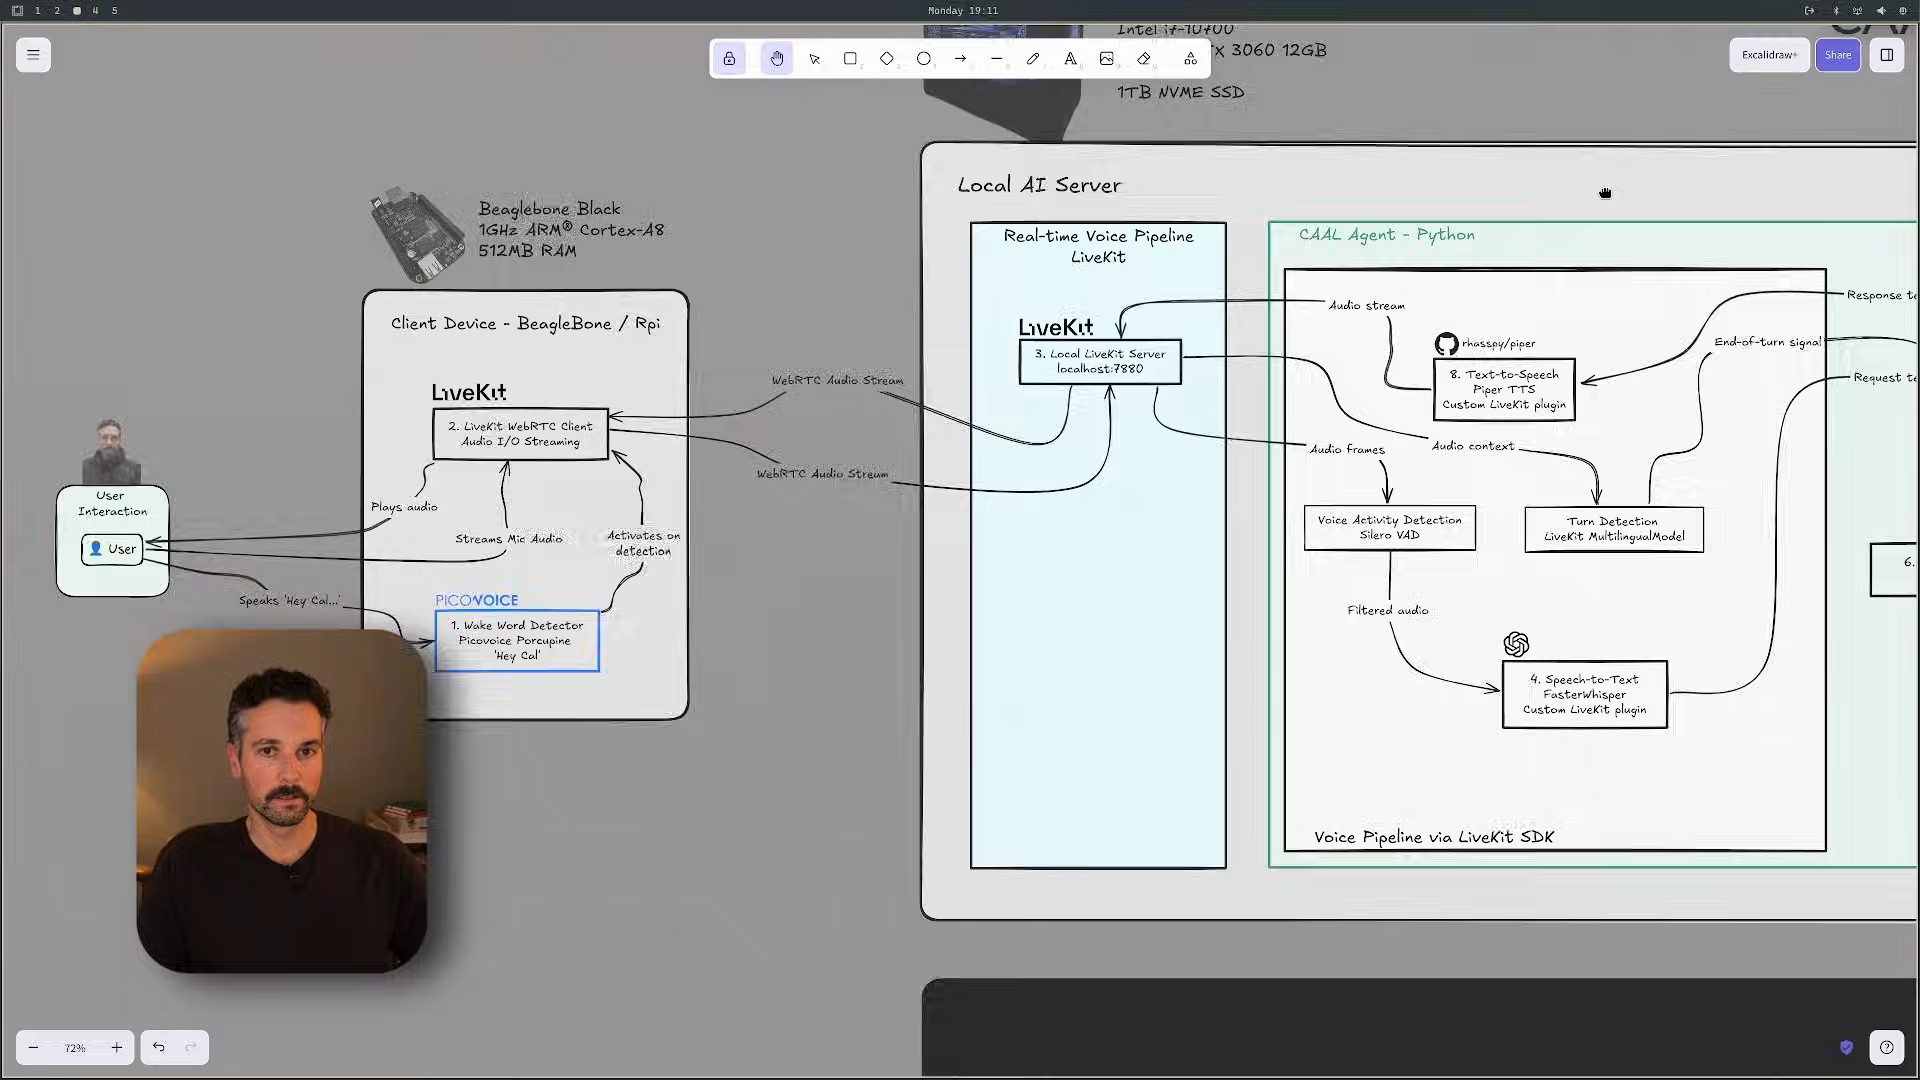 1 2 4 5
Monday 19:11
Intel i7-10700
3060 12GB
1TB NVME SSD
Excalidraw+
Share
Beaglebone Black
1GHz ARM® Cortex-A8
512MB RAM
Client Device - BeagleBone / Rpi
LiveKit
2. LiveKit WebRTC Client
Audio I/O Streaming
Plays audio
Streams Mic Audio
Activates on
detection
PICOVOICE
1. Wake Word Detector
Picovoice Porcupine
'Hey Cal'
User
Interaction
User
Speaks 'Hey Cal...'
WebRTC Audio Stream
WebRTC Audio Stream
Local AI Server
Real-time Voice Pipeline
LiveKit
LiveKit
3. Local LiveKit Server
localhost:7880
CAAL Agent - Python
Audio stream
rhasspy/piper
8. Text-to-Speech
Piper TTS
Custom LiveKit plugin
Response
End-of-turn signal
Request
Audio frames
Audio context
Voice Activity Detection
Silero VAD
Turn Detection
LiveKit MultilingualModel
6.
Filtered audio
4. Speech-to-Text
FasterWhisper
Custom LiveKit plugin
Voice Pipeline via LiveKit SDK
72%